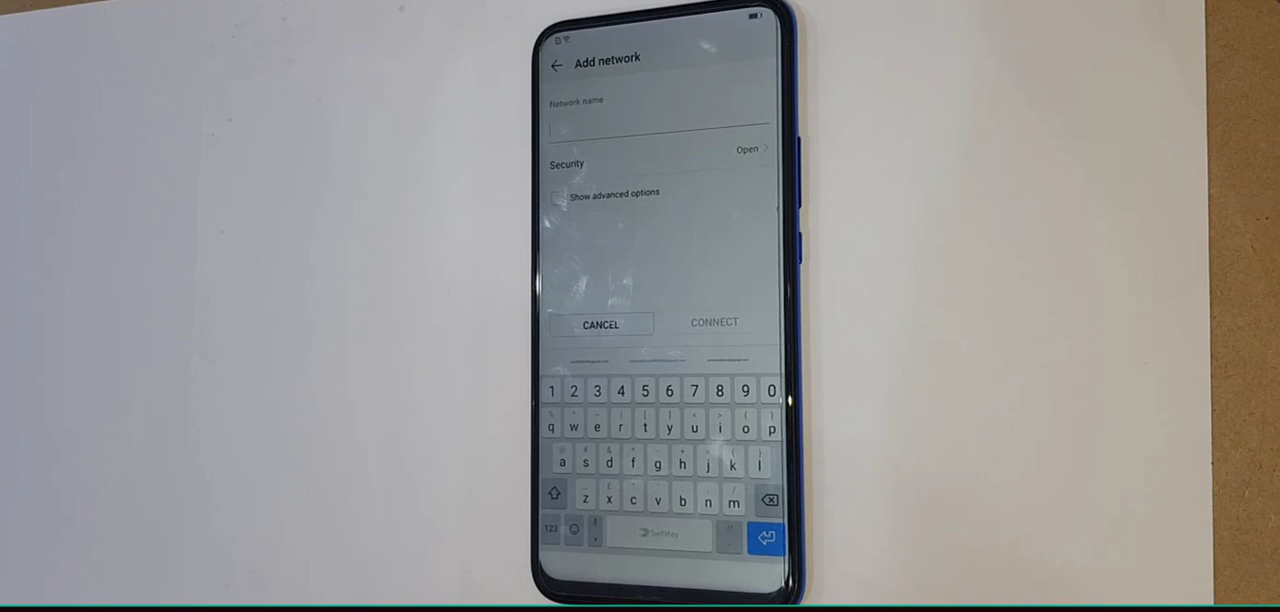 Add network
Network name
Security
Open
Show advanced options
CANCEL
CONNECT
1 2 3 4 5 6 7 8 9 0
q w e r t y u i o p
a s d f g h j k l
z x c v b n m
123
,
SwiftKey
.